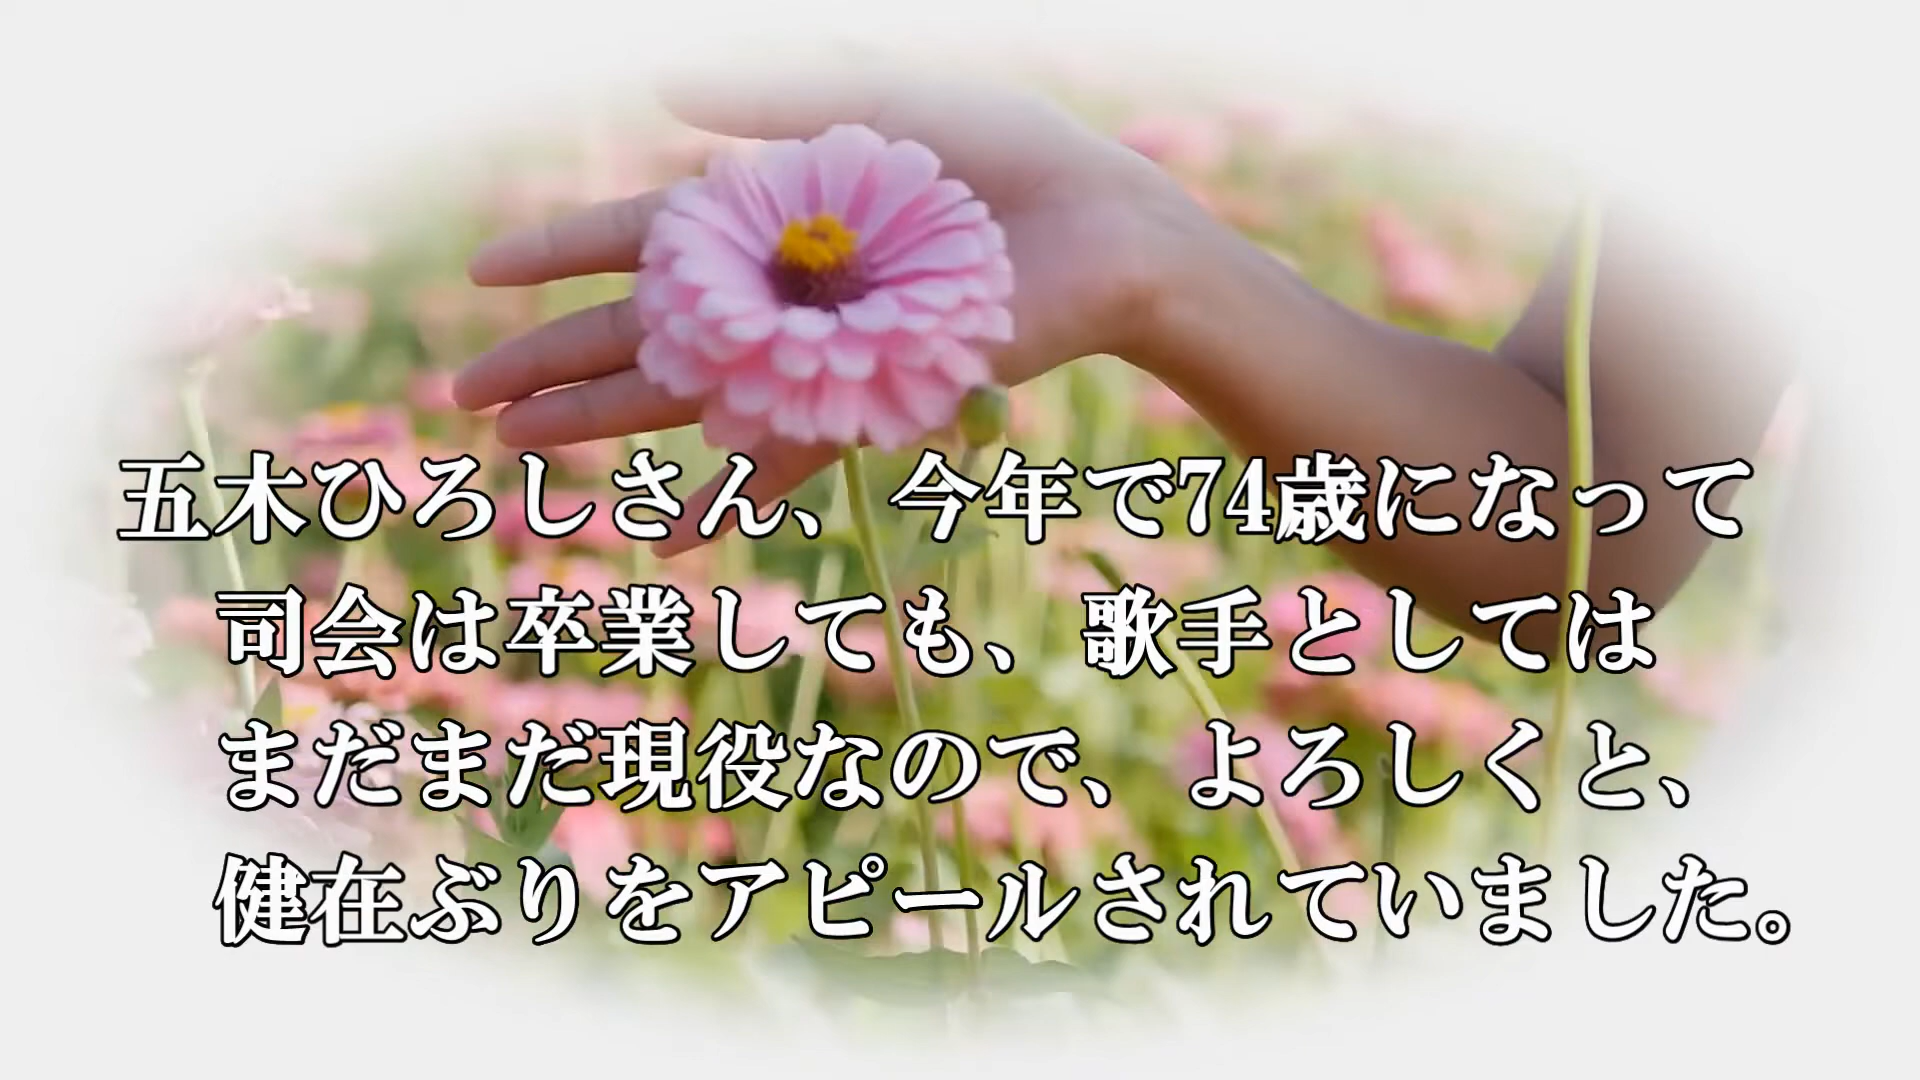 五木ひろしさん、今年で74歳になって
司会は卒業しても、歌手としては
まだまだ現役なので、よろしくと、
健在ぶりをアピールされていました。